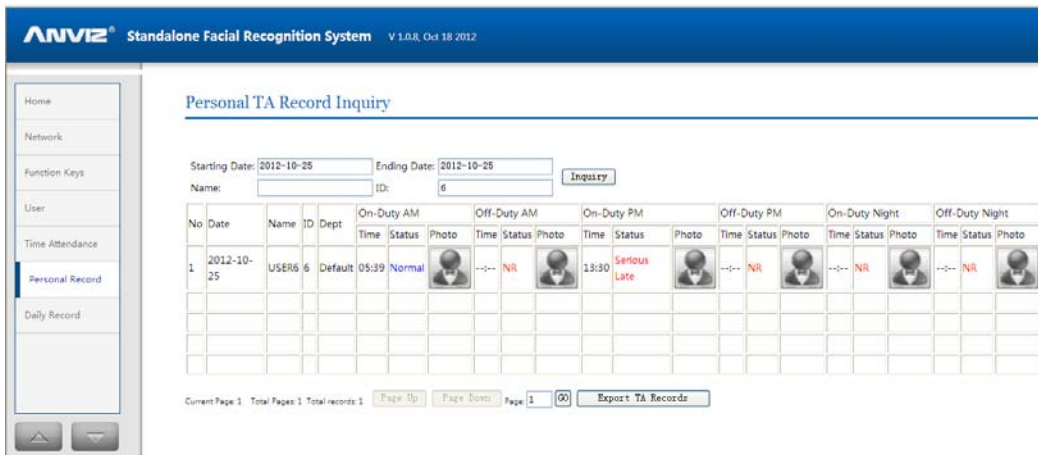 ANVIZ® Standalone Facial Recognition System V 1.0.8, Oct 18 2012
Home
Network
Function Keys
User
Time Attendance
Personal Record
Daily Record
Personal TA Record Inquiry
Starting Date: 2012-10-25 Ending Date: 2012-10-25
Inquiry
Name: ID: 6
No Date Name ID Dept On-Duty AM Off-Duty AM On-Duty PM Off-Duty PM On-Duty Night Off-Duty Night
Time Status Photo Time Status Photo Time Status Photo Time Status Photo Time Status Photo Time Status Photo
1 2012-10-25 USER6 6 Default 05:39 Normal --:-- NR 13:30 Serious Late --:-- NR --:-- NR --:-- NR
Current Page: 1 Total Pages: 1 Total records: 1 Page Up Page Down Page: 1 GO Export TA Records